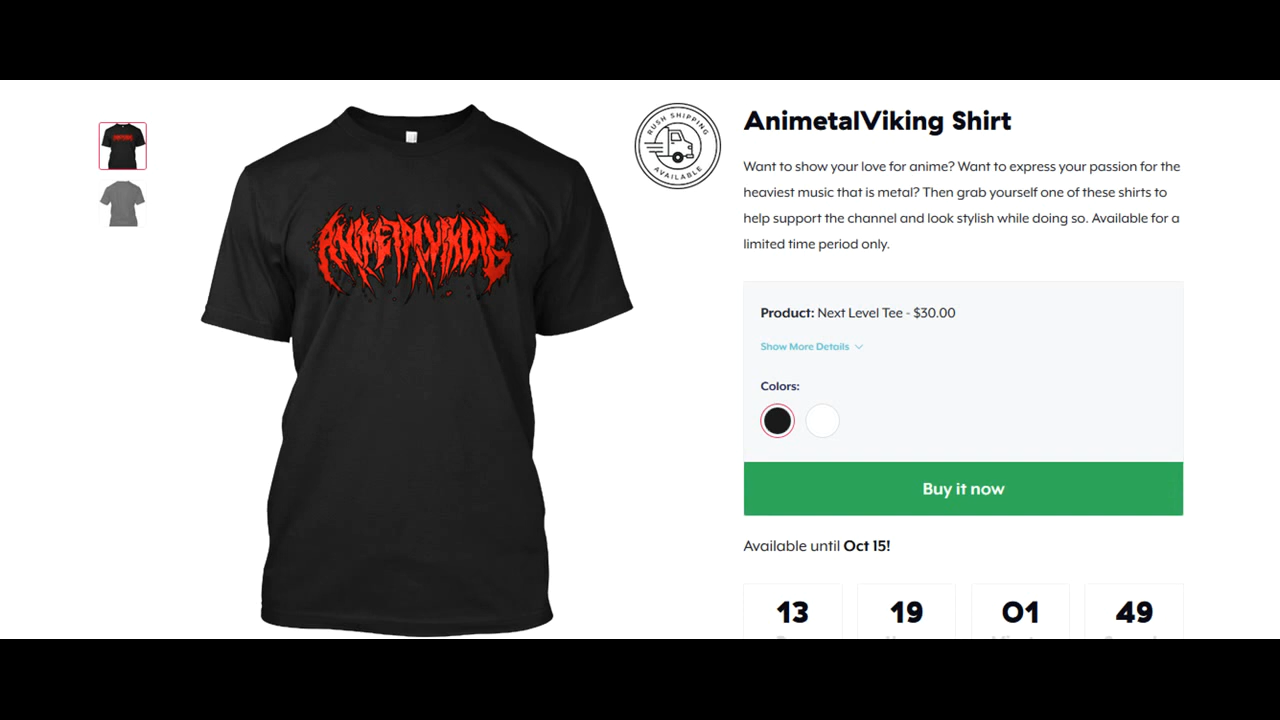 ANIMETALVIKING
RUSH SHIPPING
AVAILABLE
AnimetalViking Shirt
Want to show your love for anime? Want to express your passion for the
heaviest music that is metal? Then grab yourself one of these shirts to
help support the channel and look stylish while doing so. Available for a
limited time period only.
Product: Next Level Tee - $30.00
Show More Details
Colors:
Buy it now
Available until Oct 15!
13 19 01 49